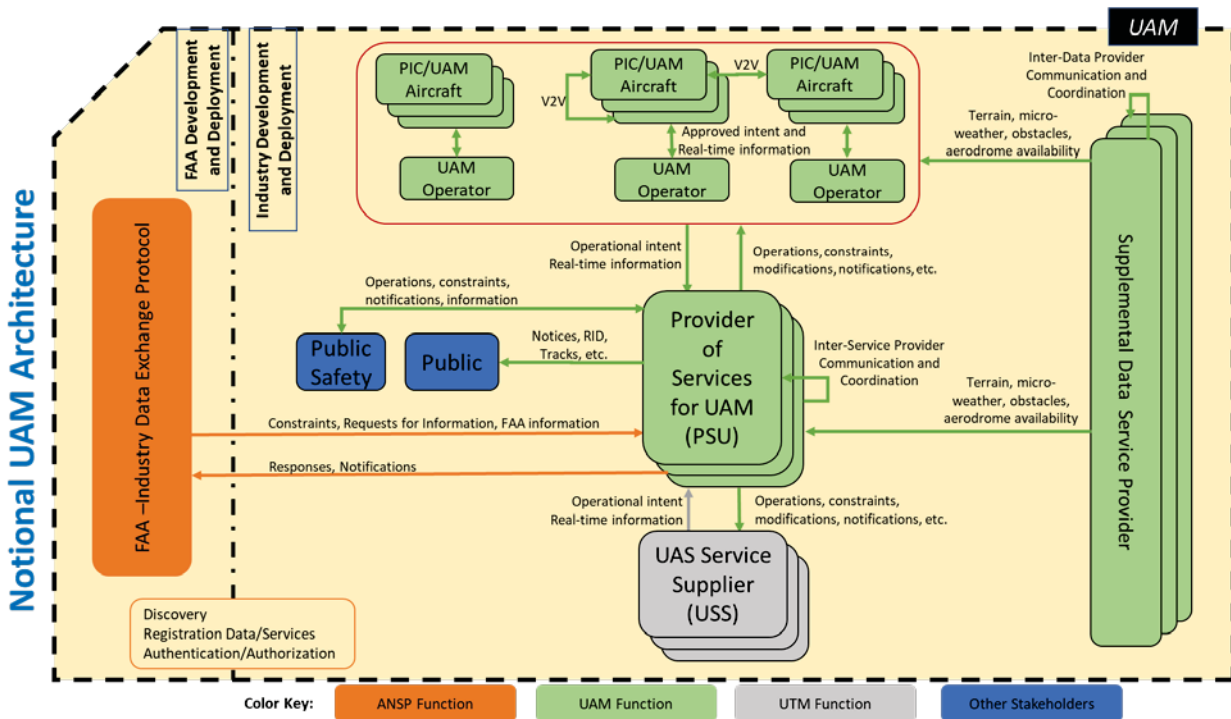 Notional UAM Architecture
UAM
FAA Development
and Deployment
Industry Development
and Deployment
PIC/UAM
Aircraft
V2V
PIC/UAM
Aircraft
V2V
PIC/UAM
Aircraft
Approved intent and
Real-time information
UAM
Operator
UAM
Operator
UAM
Operator
Inter-Data Provider
Communication and
Coordination
Terrain, micro-
weather, obstacles,
aerodrome availability
Supplemental Data Service Provider
FAA –Industry Data Exchange Protocol
Operational intent
Real-time information
Operations, constraints,
modifications, notifications, etc.
Operations, constraints,
notifications, information
Public
Safety
Public
Notices, RID,
Tracks, etc.
Provider
of
Services
for UAM
(PSU)
Inter-Service Provider
Communication and
Coordination
Terrain, micro-
weather, obstacles,
aerodrome availability
Constraints, Requests for Information, FAA information
Responses, Notifications
Operational intent
Real-time information
Operations, constraints,
modifications, notifications, etc.
UAS Service
Supplier
(USS)
Discovery
Registration Data/Services
Authentication/Authorization
Color Key:
ANSP Function
UAM Function
UTM Function
Other Stakeholders